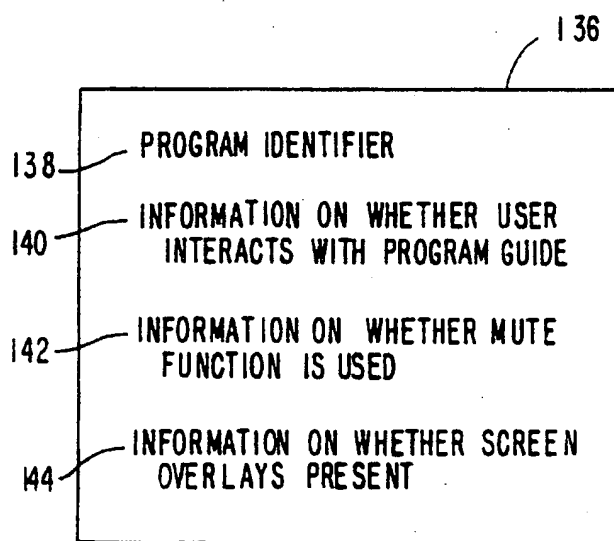 136
138 PROGRAM IDENTIFIER
140 INFORMATION ON WHETHER USER
INTERACTS WITH PROGRAM GUIDE
142 INFORMATION ON WHETHER MUTE
FUNCTION IS USED
144 INFORMATION ON WHETHER SCREEN
OVERLAYS PRESENT